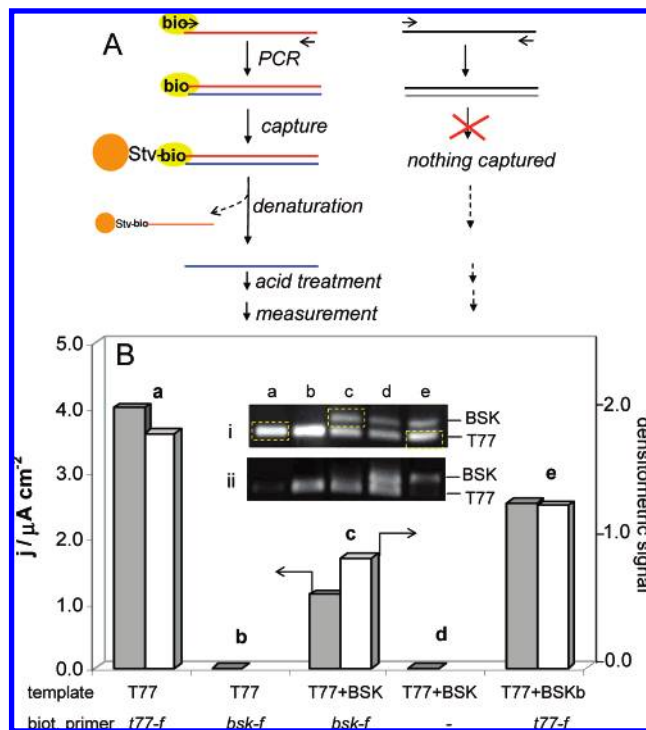 A
bio
PCR
bio
capture
Stv-bio
nothing captured
denaturation
Stv-bio
acid treatment
measurement
B
5.0
4.0
3.0
2.0
1.0
0.0
j / µA cm-2
2.0
1.0
0.0
densitometric signal
a b c d e
i
BSK
T77
ii
BSK
T77
a
b
c
d
e
template T77 T77 T77+BSK T77+BSK T77+BSKb
biot. primer t77-f bsk-f bsk-f - t77-f